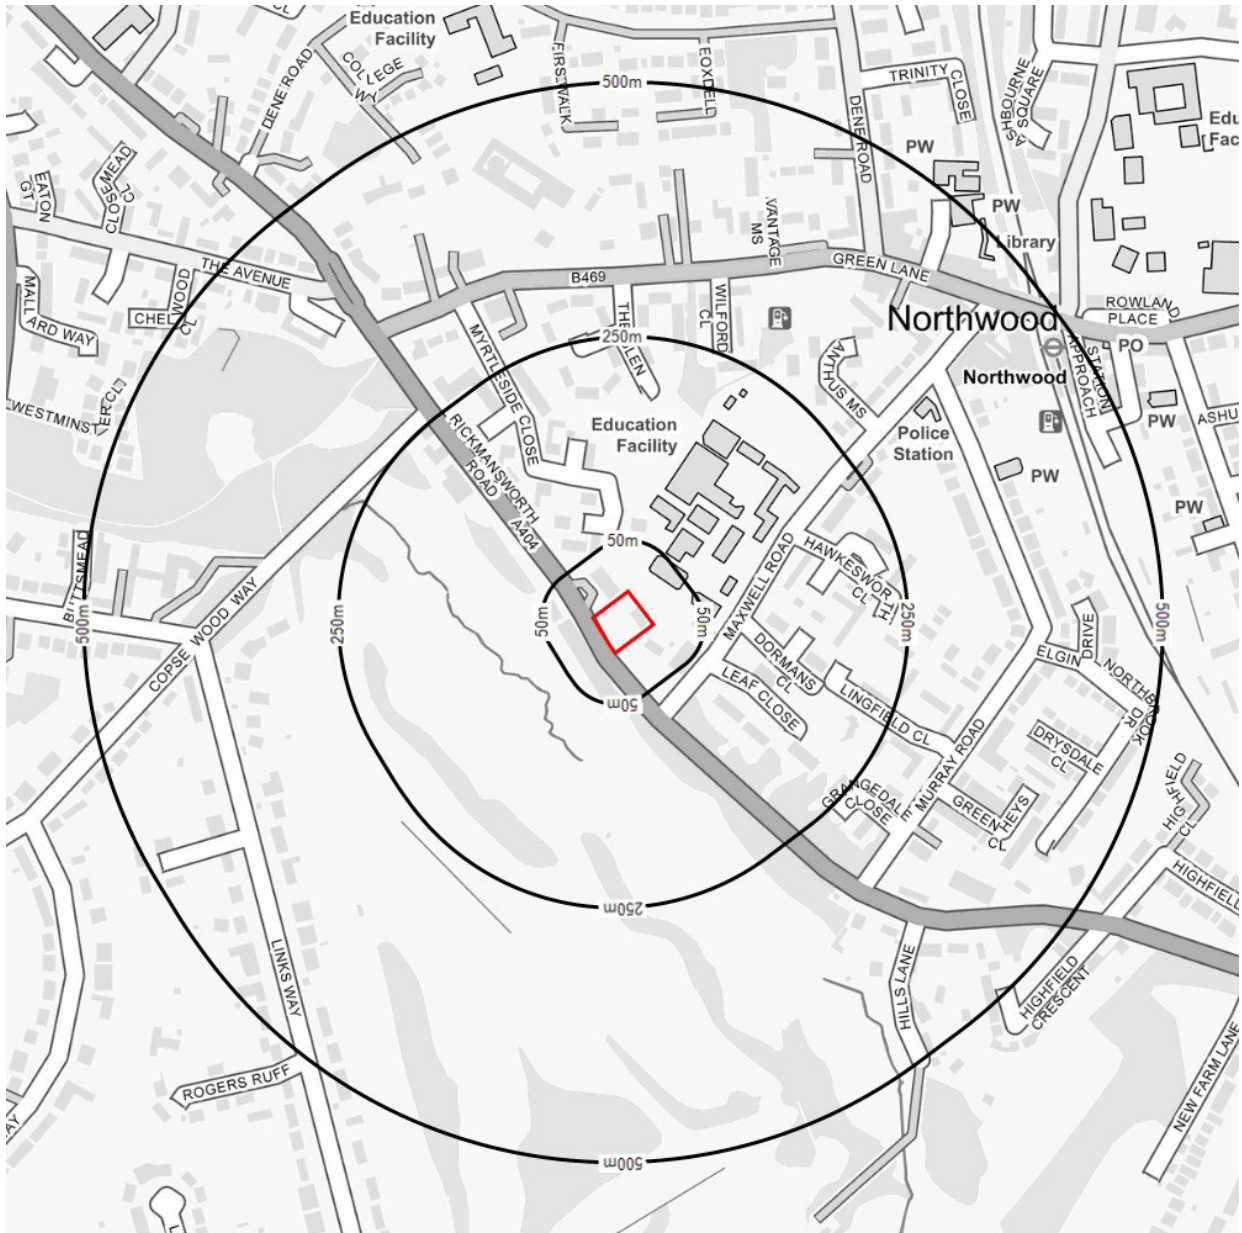 Education
Facility
COLLEGE
WY
DENE ROAD
FIRST WALK
FOXDELL
500m
TRINITY
CLOSE
ASHBOURNE
SQUARE
DENE ROAD
PW
Edu
Fac
EATON
GT
CLOSEMEAD
CL
PW
Library
VANTAGE
MS
THE AVENUE
B469
GREEN LANE
MALLARD WAY
CHELWOOD
CL
THE GLEN
WILFORD
CL
Northwood
ROWLAND
PLACE
PO
STATION
APPROACH
MYRTLESIDE CLOSE
250m
ANTHUS MS
Northwood
WESTMINSTER CL
RICKMANSWORTH
ROAD
A404
Education
Facility
Police
Station
PW
ASHU
PW
PW
50m
BUTTSMEAD
HAWKESWORTH
CL
MAXWELL ROAD
500m
250m
50m
50m
250m
500m
COPSE WOOD WAY
DORMANS
CL
LEAF CLOSE
LINGFIELD CL
ELGIN
DRIVE
NORTHBROOK
DR
50m
MURRAY ROAD
DRYSDALE
CL
GRANGEDALE
CLOSE
GREENHEYS
CL
HIGHFIELD
CL
HIGHFIELD
250m
LINKS WAY
HILLS LANE
HIGHFIELD
CRESCENT
NEW FARM LANE
ROGERS RUFF
AY
500m
L